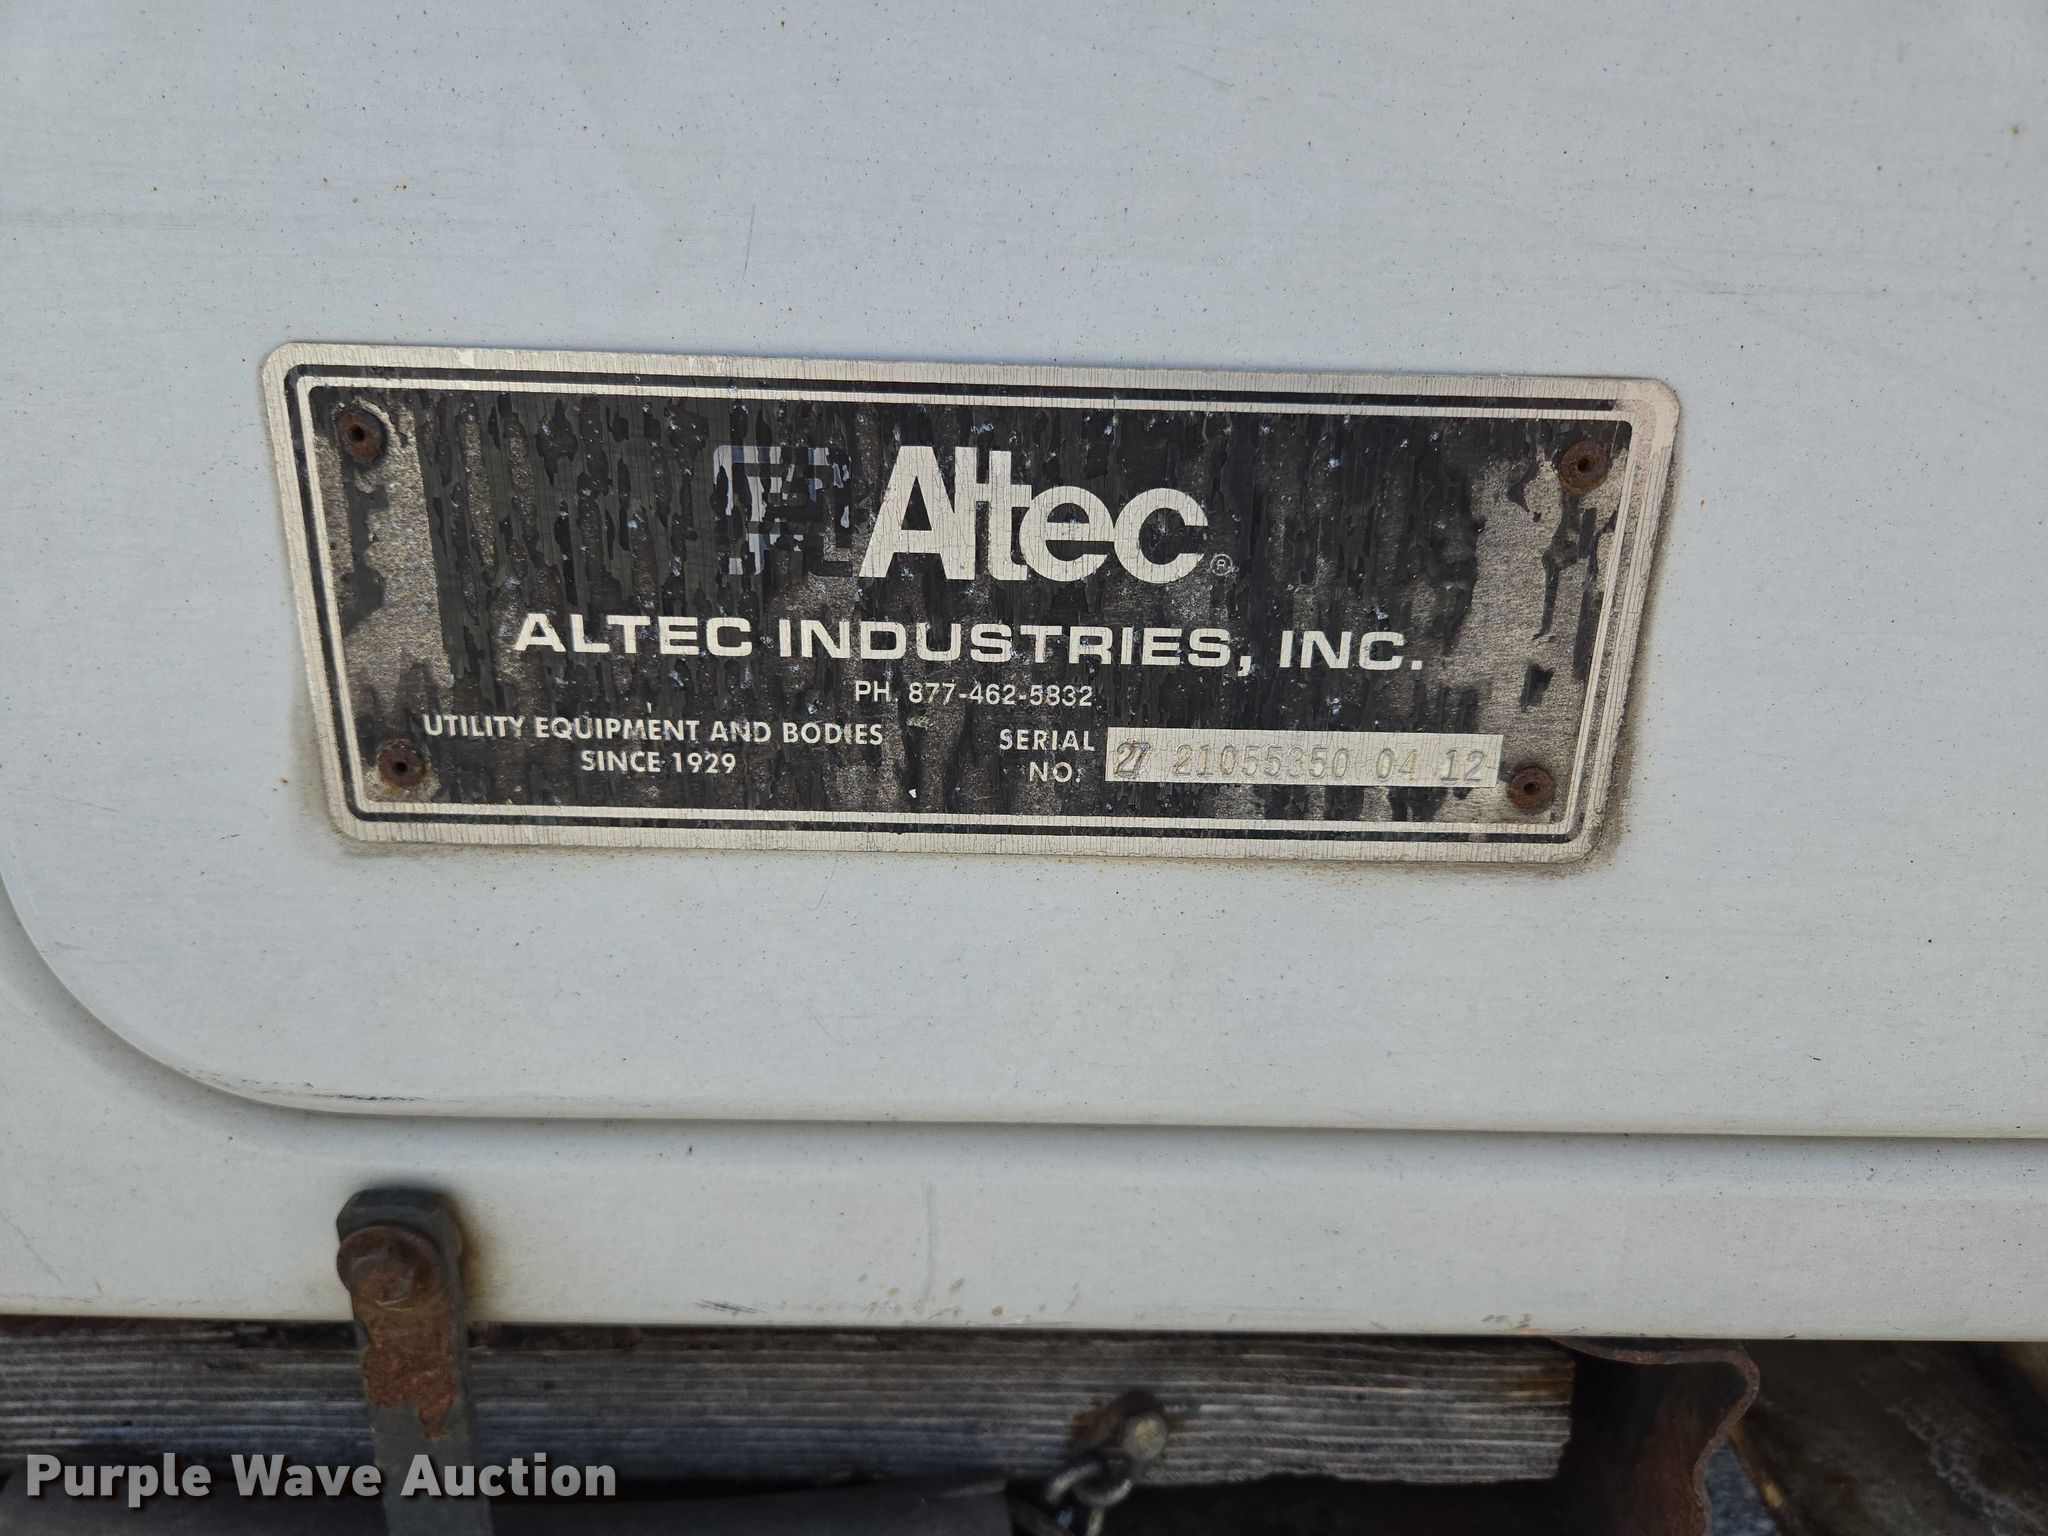 Altec®
ALTEC INDUSTRIES, INC.
PH. 877-462-5832
UTILITY EQUIPMENT AND BODIES
SINCE 1929
SERIAL NO. 27 21055350 04 12
Purple Wave Auction